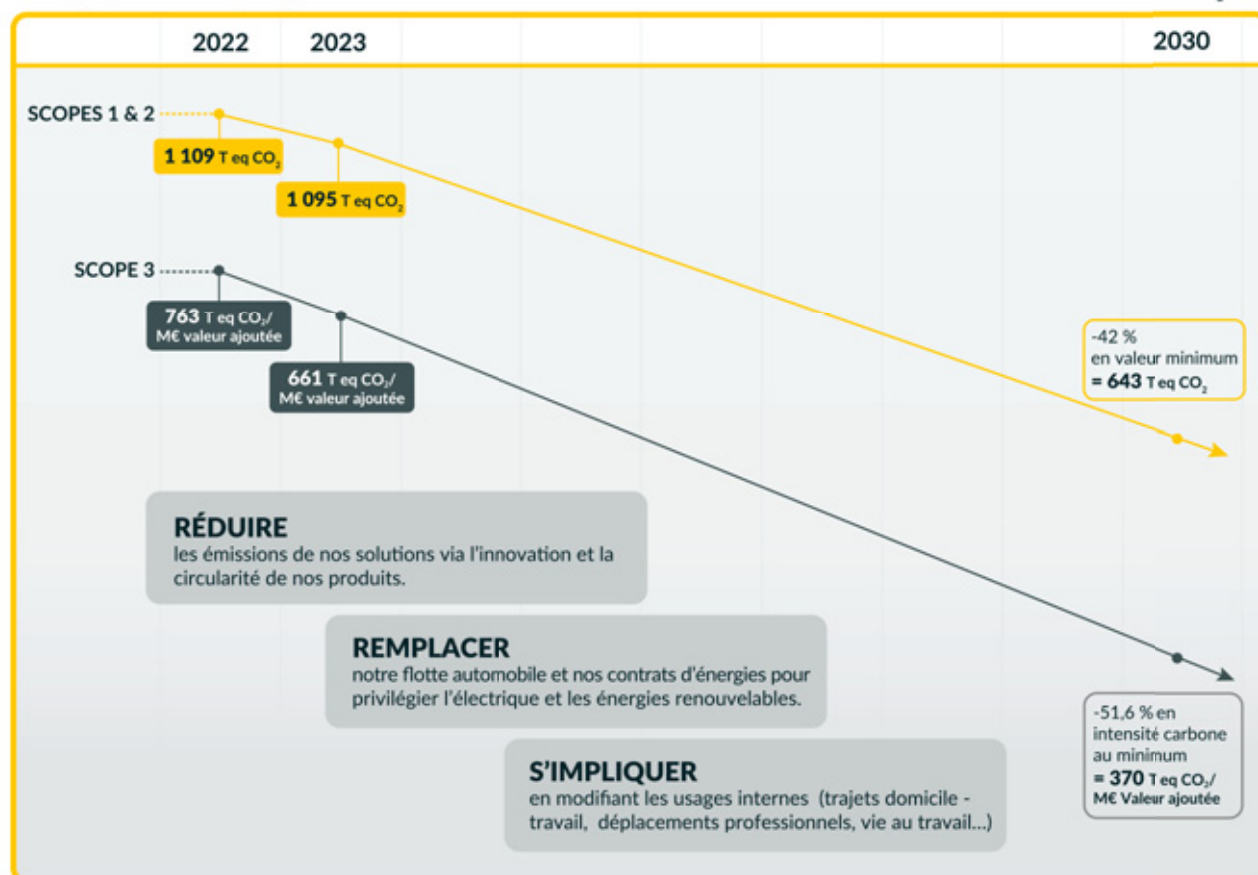 2022 2023 2030
SCOPES 1 & 2
1 109 T eq CO₂
1 095 T eq CO₂
SCOPE 3
763 T eq CO₂/
M€ valeur ajoutée
661 T eq CO₂/
M€ valeur ajoutée
-42 %
en valeur minimum
= 643 T eq CO₂
RÉDUIRE
les émissions de nos solutions via l'innovation et la
circularité de nos produits.
REMPLACER
notre flotte automobile et nos contrats d'énergies pour
privilégier l'électrique et les énergies renouvelables.
S'IMPLIQUER
en modifiant les usages internes (trajets domicile -
travail, déplacements professionnels, vie au travail...)
-51,6 % en
intensité carbone
au minimum
= 370 T eq CO₂/
M€ Valeur ajoutée